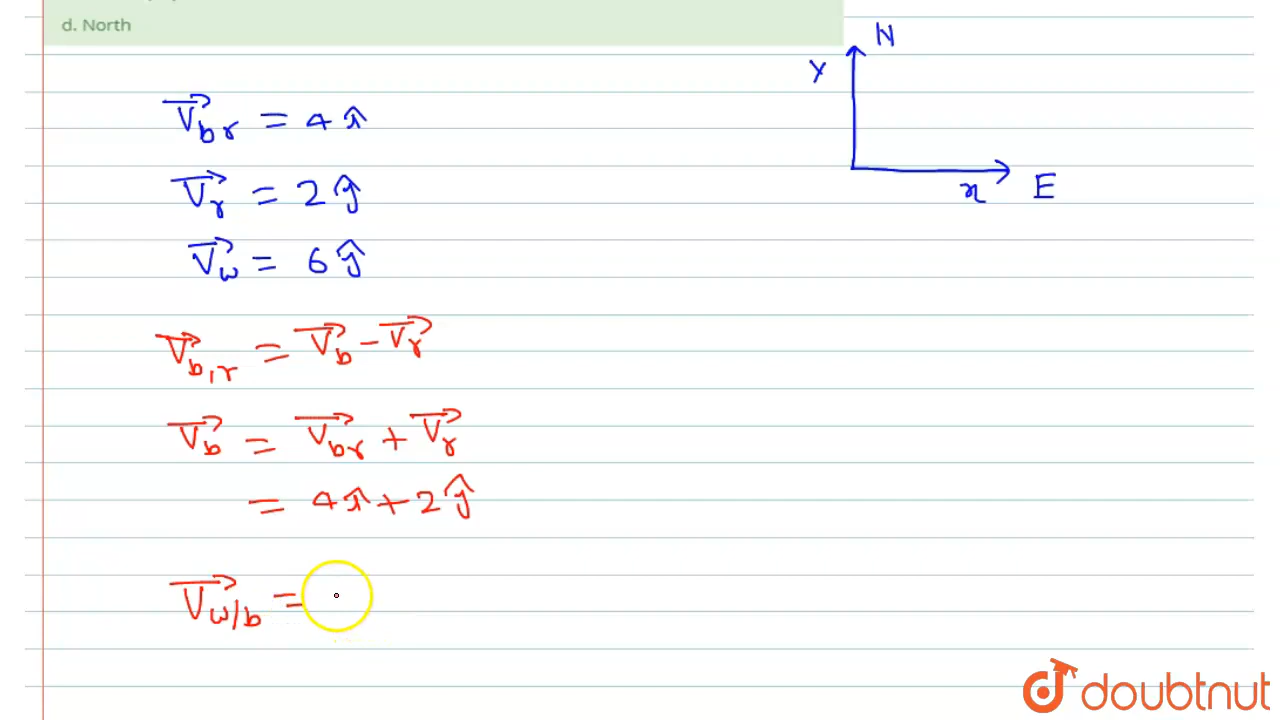 d. North
N
Y
x E
V⃗br = 4 î
V⃗r = 2 ĵ
V⃗w = 6 ĵ
V⃗b,r = V⃗b - V⃗r
V⃗b = V⃗br + V⃗r
= 4 î + 2 ĵ
V⃗w/b =
doubtnut